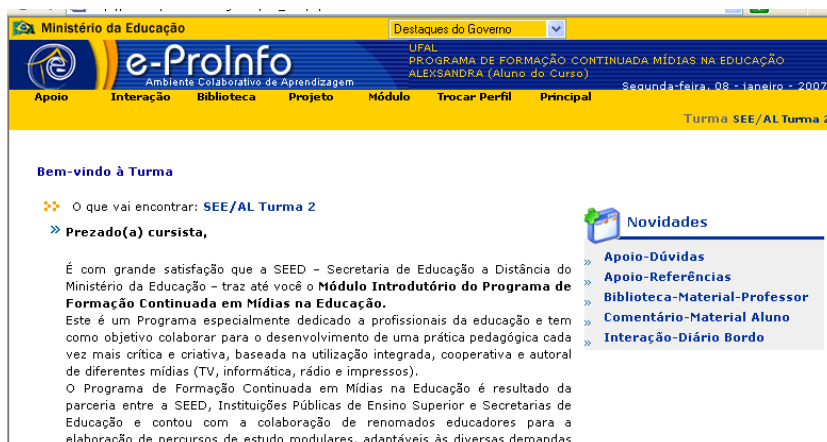 Ministério da Educação
Destaques do Governo
e-ProInfo
Ambiente Colaborativo de Aprendizagem
UFAL
PROGRAMA DE FORMAÇÃO CONTINUADA MÍDIAS NA EDUCAÇÃO
ALEXSANDRA (Aluno do Curso)
Segunda-feira, 08 - janeiro - 2007
Apoio Interação Biblioteca Projeto Módulo Trocar Perfil Principal
Turma SEE/AL Turma 2
Bem-vindo à Turma
O que vai encontrar: SEE/AL Turma 2
» Prezado(a) cursista,
É com grande satisfação que a SEED – Secretaria de Educação a Distância do
Ministério da Educação – traz até você o Módulo Introdutório do Programa de
Formação Continuada em Mídias na Educação.
Este é um Programa especialmente dedicado a profissionais da educação e tem
como objetivo colaborar para o desenvolvimento de uma prática pedagógica cada
vez mais crítica e criativa, baseada na utilização integrada, cooperativa e autoral
de diferentes mídias (TV, informática, rádio e impressos).
O Programa de Formação Continuada em Mídias na Educação é resultado da
parceria entre a SEED, Instituições Públicas de Ensino Superior e Secretarias de
Educação e contou com a colaboração de renomados educadores para a
elaboração de percursos de estudo modulares, adaptáveis às diversas demandas
Novidades
» Apoio-Dúvidas
» Apoio-Referências
» Biblioteca-Material-Professor
» Comentário-Material Aluno
» Interação-Diário Bordo